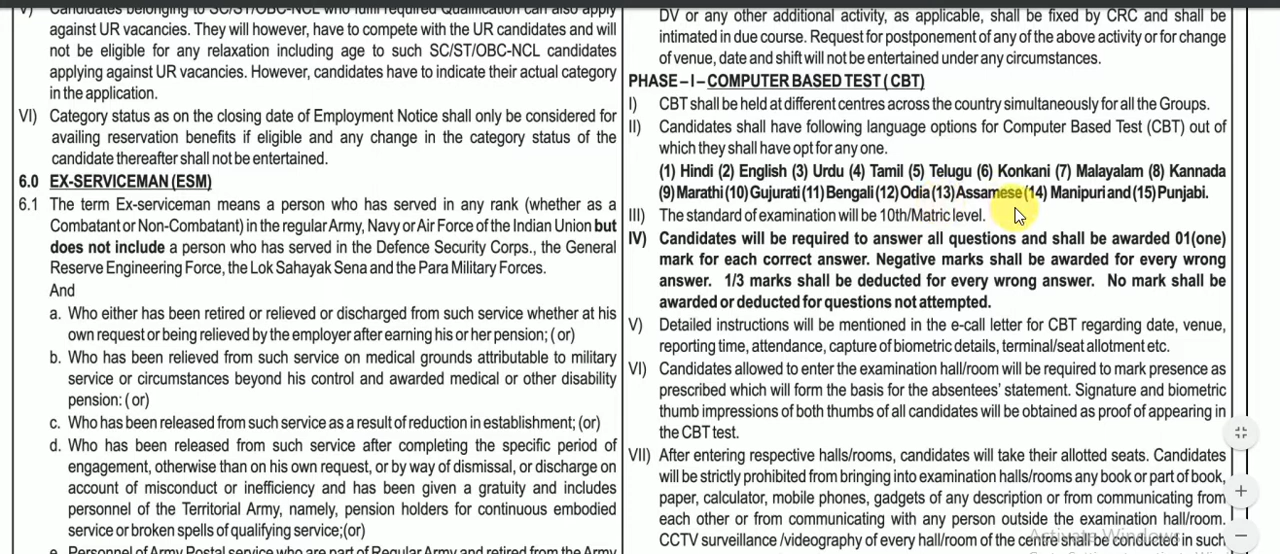 V) Candidates belonging to SC/ST/OBC-NCL who fulfil required Qualification can also apply
against UR vacancies. They will however, have to compete with the UR candidates and will
not be eligible for any relaxation including age to such SC/ST/OBC-NCL candidates
applying against UR vacancies. However, candidates have to indicate their actual category
in the application.
VI) Category status as on the closing date of Employment Notice shall only be considered for
availing reservation benefits if eligible and any change in the category status of the
candidate thereafter shall not be entertained.
6.0 EX-SERVICEMAN (ESM)
6.1 The term Ex-serviceman means a person who has served in any rank (whether as a
Combatant or Non-Combatant) in the regular Army, Navy or Air Force of the Indian Union but
does not include a person who has served in the Defence Security Corps., the General
Reserve Engineering Force, the Lok Sahayak Sena and the Para Military Forces.
And
a. Who either has been retired or relieved or discharged from such service whether at his
own request or being relieved by the employer after earning his or her pension; ( or)
b. Who has been relieved from such service on medical grounds attributable to military
service or circumstances beyond his control and awarded medical or other disability
pension: ( or)
c. Who has been released from such service as a result of reduction in establishment; (or)
d. Who has been released from such service after completing the specific period of
engagement, otherwise than on his own request, or by way of dismissal, or discharge on
account of misconduct or inefficiency and has been given a gratuity and includes
personnel of the Territorial Army, namely, pension holders for continuous embodied
service or broken spells of qualifying service;(or)
e. Personnel of Army Postal service who are part of Regular Army and retired from the Army
DV or any other additional activity, as applicable, shall be fixed by CRC and shall be
intimated in due course. Request for postponement of any of the above activity or for change
of venue, date and shift will not be entertained under any circumstances.
PHASE – I – COMPUTER BASED TEST ( CBT)
I) CBT shall be held at different centres across the country simultaneously for all the Groups.
II) Candidates shall have following language options for Computer Based Test (CBT) out of
which they shall have opt for any one.
(1) Hindi (2) English (3) Urdu (4) Tamil (5) Telugu (6) Konkani (7) Malayalam (8) Kannada
(9) Marathi (10) Gujurati (11) Bengali (12) Odia (13) Assamese (14) Manipuri and (15) Punjabi.
III) The standard of examination will be 10th/Matric level.
IV) Candidates will be required to answer all questions and shall be awarded 01(one)
mark for each correct answer. Negative marks shall be awarded for every wrong
answer. 1/3 marks shall be deducted for every wrong answer. No mark shall be
awarded or deducted for questions not attempted.
V) Detailed instructions will be mentioned in the e-call letter for CBT regarding date, venue,
reporting time, attendance, capture of biometric details, terminal/seat allotment etc.
VI) Candidates allowed to enter the examination hall/room will be required to mark presence as
prescribed which will form the basis for the absentees' statement. Signature and biometric
thumb impressions of both thumbs of all candidates will be obtained as proof of appearing in
the CBT test.
VII) After entering respective halls/rooms, candidates will take their allotted seats. Candidates
will be strictly prohibited from bringing into examination halls/rooms any book or part of book,
paper, calculator, mobile phones, gadgets of any description or from communicating from
each other or from communicating with any person outside the examination hall/room.
CCTV surveillance /videography of every hall/room of the centre shall be conducted in such
Activate Windows